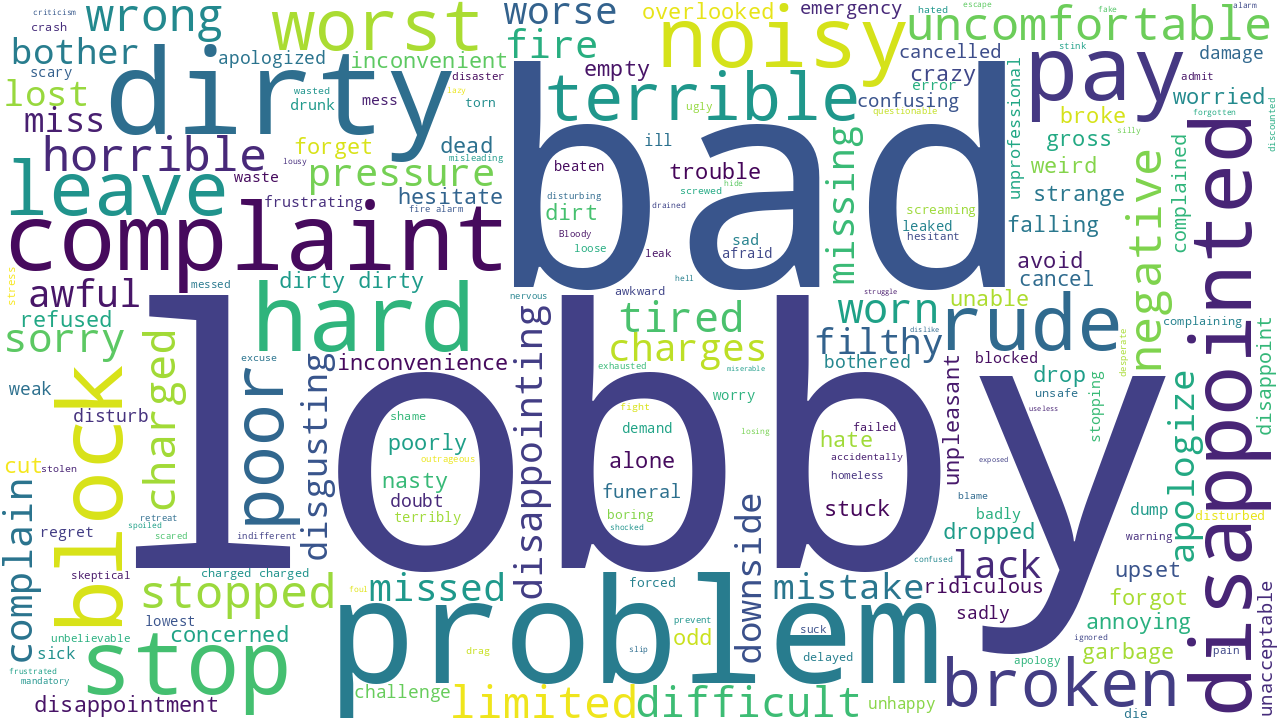 criticism
wrong
crash
worst
worse
overlooked
emergency
hated
escape
fake
alarm
uncomfortable
bother
apologized
inconvenient
fire
noisy
cancelled
stink
pay
damage
scary
dirty
disaster
empty
terrible
crazy
unprofessional
admit
lost
wasted
drunk
mess
lazy
torn
ugly
error
confusing
questionable
worried
broke
forgotten
discounted
miss
forget
dead
bad
ill
missing
gross
silly
complained
horrible
lousy
misleading
beaten
trouble
weird
negative
disappointed
leave
waste
pressure
hesitate
disturbing
screwed
hide
strange
frustrating
fire alarm
dirt
drained
screaming
leaked
falling
complaint
Bloody
loose
leak
sad
afraid
hesitant
avoid
stress
awful
messed
dirty dirty
hell
cancel
refused
hard
nervous
awkward
struggle
worn
unable
rude
complaining
sorry
charged
tired
dislike
filthy
desperate
disappoint
excuse
disgusting
inconvenience
disappointing
charges
exhausted
miserable
bothered
unpleasant
blocked
weak
block
poor
lobby
drop
unsafe
stopping
apologize
disturb
shame
fight
worry
useless
poorly
demand
losing
hate
failed
cut
stolen
outrageous
alone
accidentally
exposed
nasty
funeral
homeless
complain
doubt
blame
regret
retreat
spoiled
terribly
boring
shocked
stuck
badly
dump
disturbed
scared
indifferent
downside
dropped
warning
skeptical
charged charged
foul
forced
confused
lack
upset
stopped
missed
mistake
ridiculous
forgot
unacceptable
lowest
problem
prevent
sadly
annoying
unbelievable
concerned
odd
suck
ignored
sick
stop
drag
slip
delayed
garbage
pain
frustrated
mandatory
apology
broken
disappointment
challenge
limited
difficult
unhappy
die